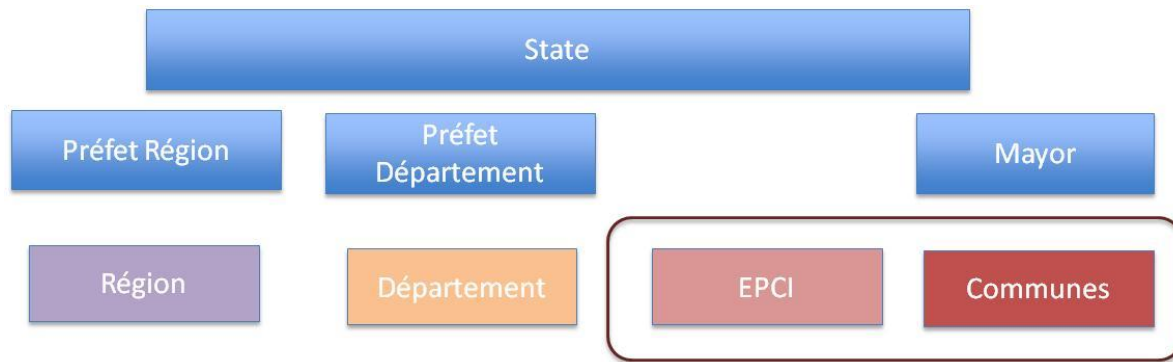 State
Préfet Région
Préfet
Département
Mayor
Région
Département
EPCI
Communes